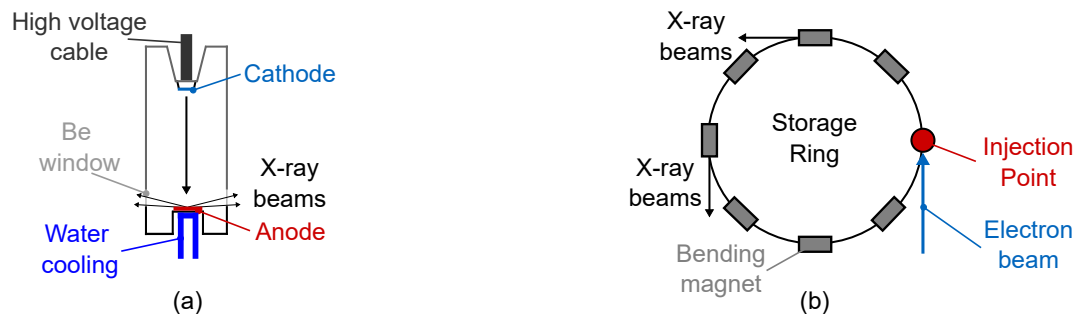 High voltage
cable
Cathode
Be
window
X-ray
beams
Anode
Water
cooling
(a)
X-ray
beams
Storage
Ring
Injection
Point
X-ray
beams
Electron
beam
Bending
magnet
(b)